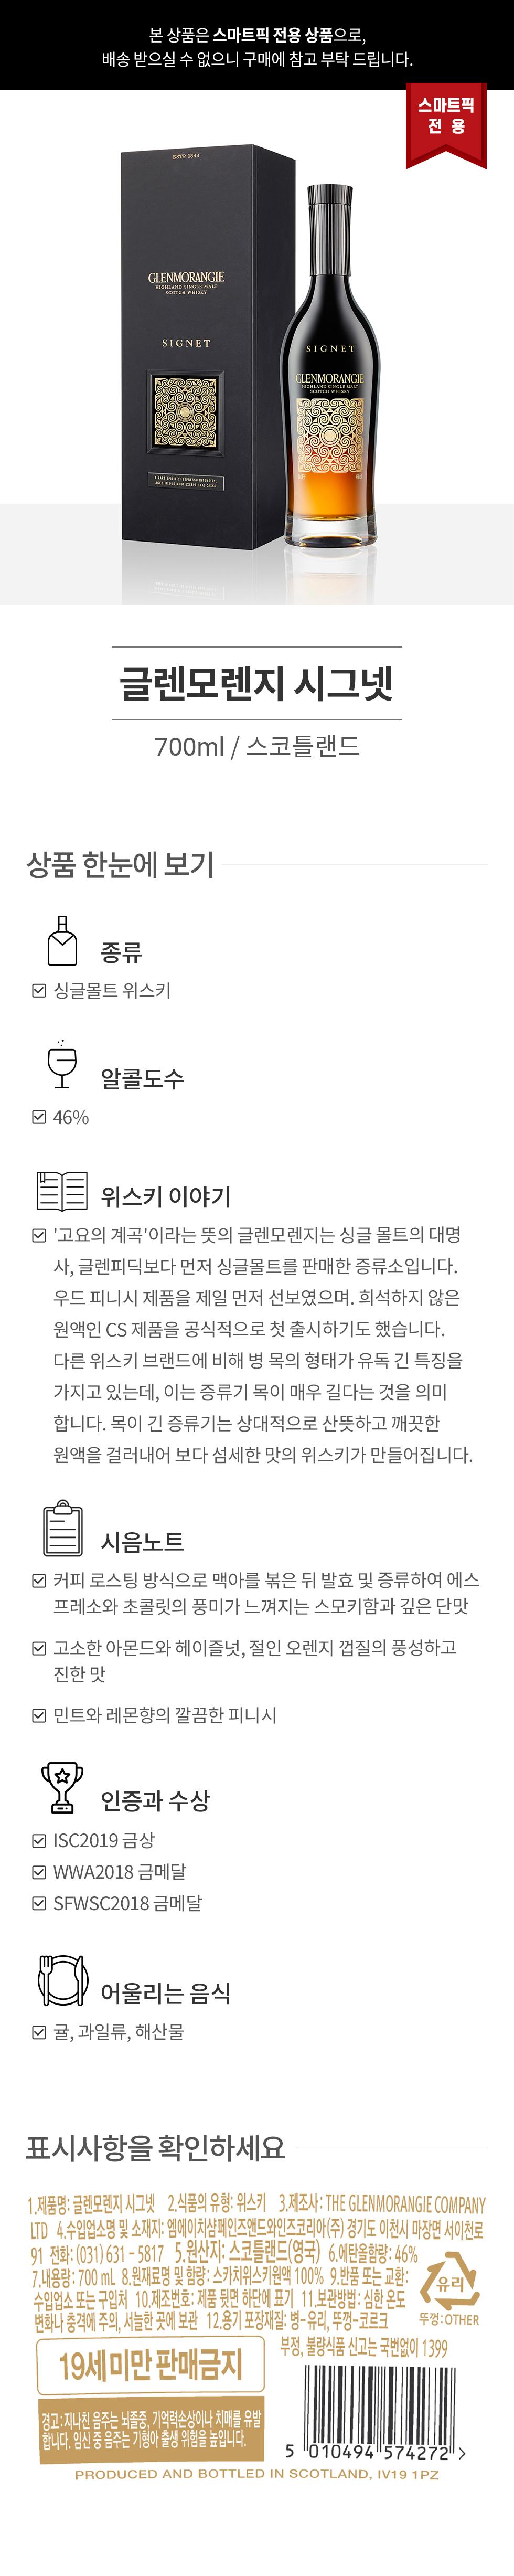 본 상품은 스마트픽 전용 상품으로,
배송 받으실 수 없으니 구매에 참고 부탁 드립니다.
스마트픽
전 용
ESTD 1843
GLENMORANGIE
HIGHLAND SINGLE MALT
SCOTCH WHISKY
SIGNET
A RARE SPIRIT OF ESPRESSO INTENSITY,
AGED IN OUR MOST EXCEPTIONAL CASKS
SIGNET
GLENMORANGIE
HIGHLAND SINGLE MALT
SCOTCH WHISKY
글렌모렌지 시그넷
700ml / 스코틀랜드
상품 한눈에 보기
종류
싱글몰트 위스키
알콜도수
46%
위스키 이야기
'고요의 계곡'이라는 뜻의 글렌모렌지는 싱글 몰트의 대명
사, 글렌피딕보다 먼저 싱글몰트를 판매한 증류소입니다.
우드 피니시 제품을 제일 먼저 선보였으며. 희석하지 않은
원액인 CS 제품을 공식적으로 첫 출시하기도 했습니다.
다른 위스키 브랜드에 비해 병 목의 형태가 유독 긴 특징을
가지고 있는데, 이는 증류기 목이 매우 길다는 것을 의미
합니다. 목이 긴 증류기는 상대적으로 산뜻하고 깨끗한
원액을 걸러내어 보다 섬세한 맛의 위스키가 만들어집니다.
시음노트
커피 로스팅 방식으로 맥아를 볶은 뒤 발효 및 증류하여 에스
프레소와 초콜릿의 풍미가 느껴지는 스모키함과 깊은 단맛
고소한 아몬드와 헤이즐넛, 절인 오렌지 껍질의 풍성하고
진한 맛
민트와 레몬향의 깔끔한 피니시
인증과 수상
ISC2019 금상
WWA2018 금메달
SFWSC2018 금메달
어울리는 음식
귤, 과일류, 해산물
표시사항을 확인하세요
1.제품명: 글렌모렌지 시그넷 2.식품의 유형: 위스키 3.제조사: THE GLENMORANGIE COMPANY
LTD 4.수입업소명 및 소재지: 엠에이치샴페인즈앤드와인즈코리아(주) 경기도 이천시 마장면 서이천로
91 전화: (031) 631 - 5817 5.원산지: 스코틀랜드(영국) 6.에탄올함량: 46%
7.내용량: 700 mL 8.원재료명 및 함량: 스카치위스키원액 100% 9.반품 또는 교환:
수입업소 또는 구입처 10.제조번호: 제품 뒷면 하단에 표기 11.보관방법: 심한 온도
변화나 충격에 주의, 서늘한 곳에 보관 12.용기 포장재질: 병-유리, 뚜껑-코르크
유리
뚜껑:OTHER
부정, 불량식품 신고는 국번없이 1399
19세 미만 판매금지
경고:지나친 음주는 뇌졸중, 기억력손상이나 치매를 유발
합니다. 임신 중 음주는 기형아 출생 위험을 높입니다.
5 010494 574272 >
PRODUCED AND BOTTLED IN SCOTLAND, IV19 1PZ